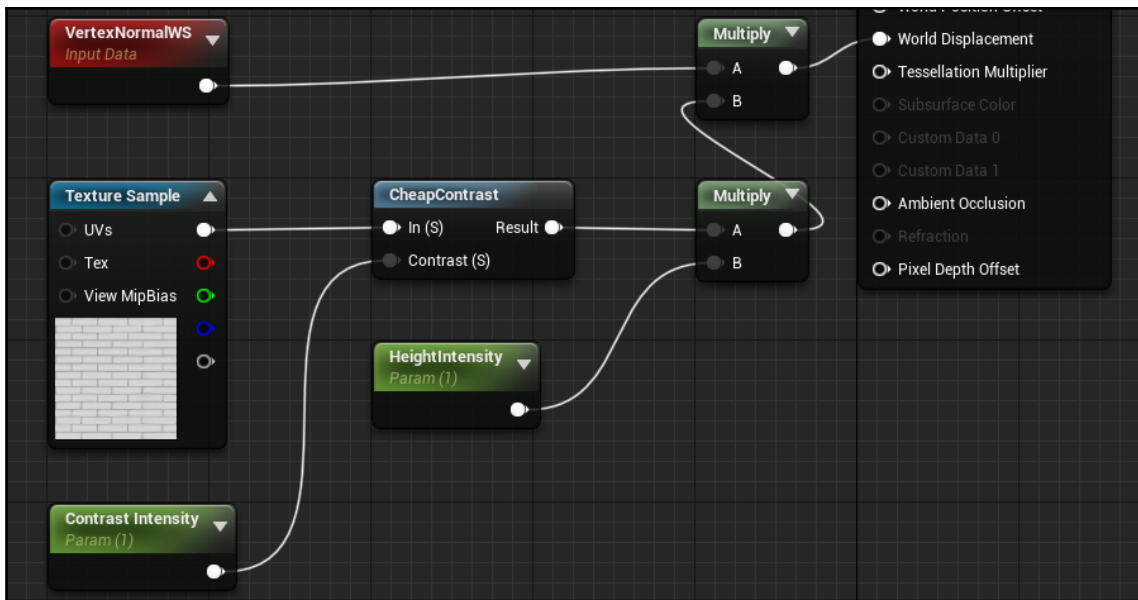 VertexNormalWS
Input Data
Multiply
A
B
World Displacement
Tessellation Multiplier
Subsurface Color
Custom Data 0
Custom Data 1
Ambient Occlusion
Refraction
Pixel Depth Offset
Texture Sample
UVs
Tex
View MipBias
CheapContrast
In (S) Result
Contrast (S)
Multiply
A
B
HeightIntensity
Param (1)
Contrast Intensity
Param (1)